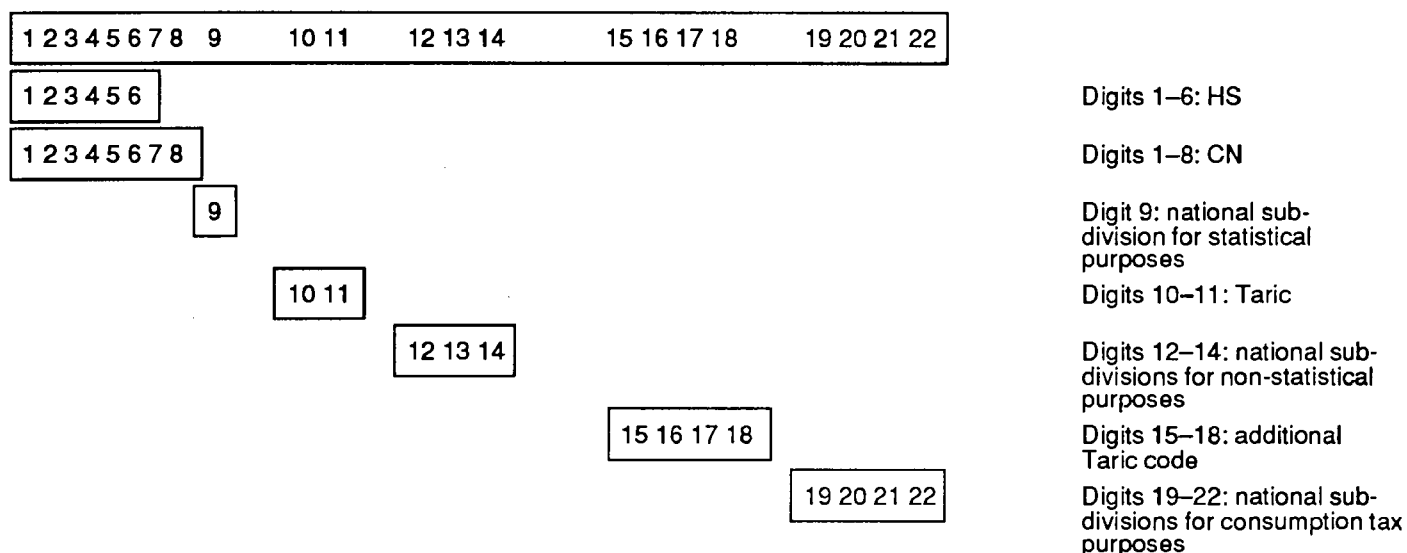 1 2 3 4 5 6 7 8 9 10 11 12 13 14 15 16 17 18 19 20 21 22
1 2 3 4 5 6
Digits 1–6: HS
1 2 3 4 5 6 7 8
Digits 1–8: CN
9
Digit 9: national sub-
division for statistical
purposes
10 11
Digits 10–11: Taric
12 13 14
Digits 12–14: national sub-
divisions for non-statistical
purposes
15 16 17 18
Digits 15–18: additional
Taric code
19 20 21 22
Digits 19–22: national sub-
divisions for consumption tax
purposes